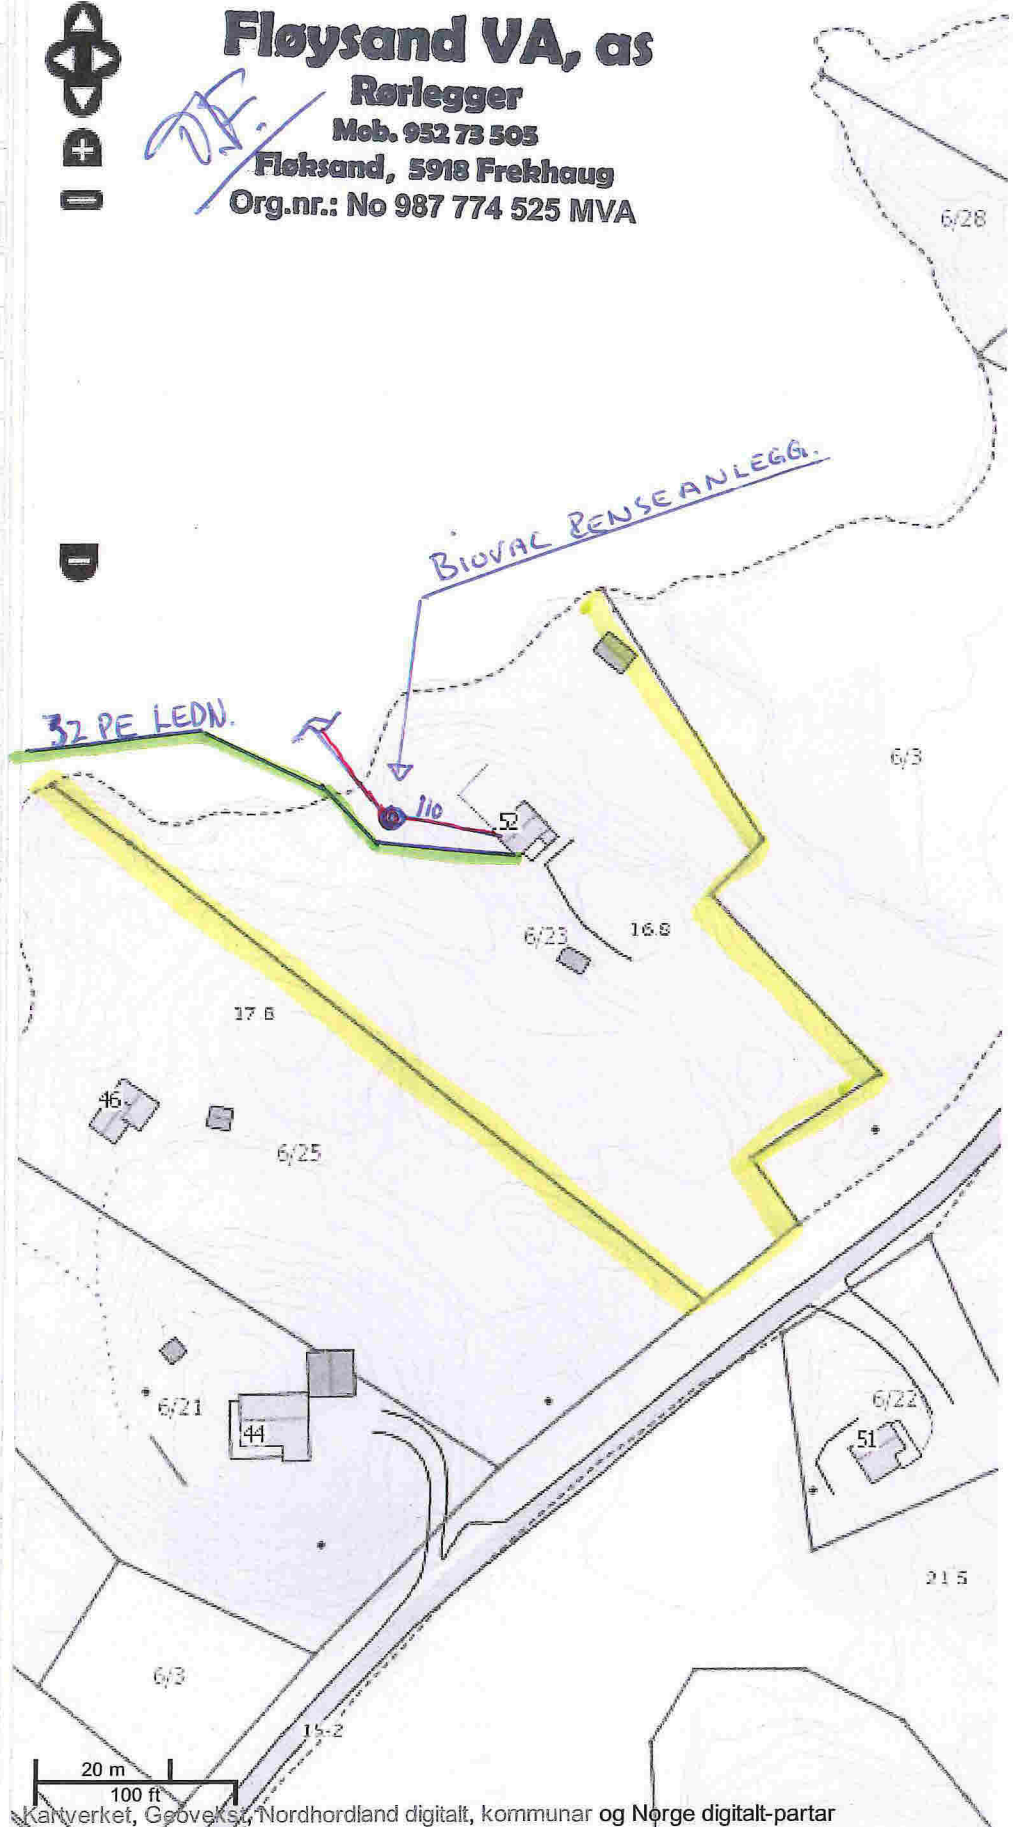 Fløysand VA, as
Rørlegger
Mob. 952 73 505
Fløksand, 5918 Frekhaug
Org.nr.: No 987 774 525 MVA
6/28
BIOVAC RENSEANLEGG.
32 PE LEDN.
6/3
110
52
6/23
16.8
17.6
46
6/25
6/21
44
6/22
51
21.5
6/3
15.2
20 m
100 ft
Kartverket, Geovekst, Nordhordland digitalt, kommunar og Norge digitalt-partar